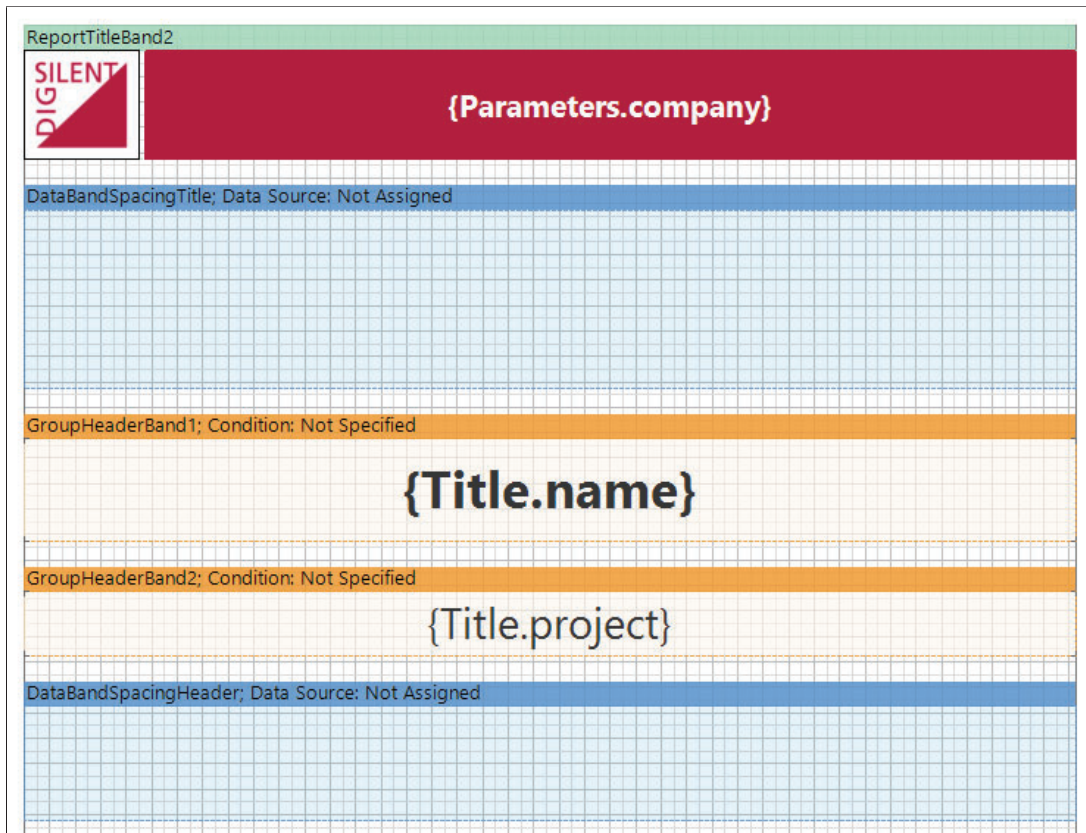 ReportTitleBand2
DIG
SILENT
{Parameters.company}
DataBandSpacingTitle; Data Source: Not Assigned
GroupHeaderBand1; Condition: Not Specified
{Title.name}
GroupHeaderBand2; Condition: Not Specified
{Title.project}
DataBandSpacingHeader; Data Source: Not Assigned